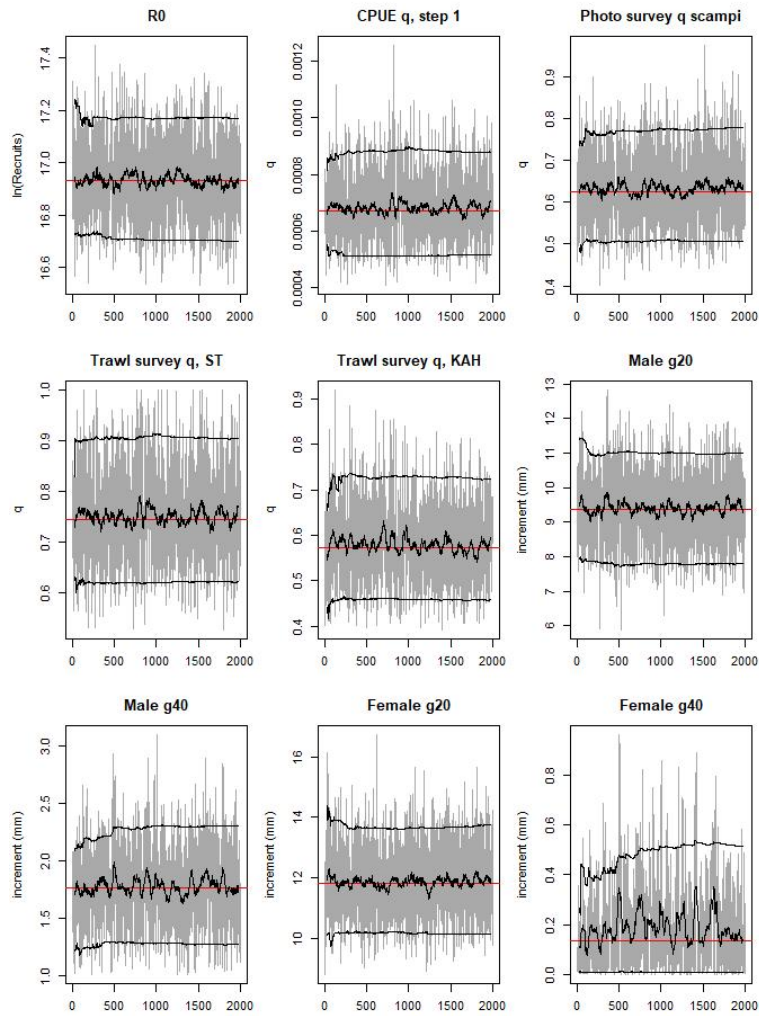 R0
CPUE q, step 1
Photo survey q scampi
ln(Recruits)
16.6 16.8 17.0 17.2 17.4
0 500 1000 1500 2000
q
0.0004 0.0006 0.0008 0.0010 0.0012
0 500 1000 1500 2000
q
0.4 0.5 0.6 0.7 0.8 0.9
0 500 1000 1500 2000
Trawl survey q, ST
Trawl survey q, KAH
Male g20
q
0.6 0.7 0.8 0.9 1.0
0 500 1000 1500 2000
q
0.4 0.5 0.6 0.7 0.8 0.9
0 500 1000 1500 2000
increment (mm)
6 7 8 9 10 11 12 13
0 500 1000 1500 2000
Male g40
Female g20
Female g40
increment (mm)
1.0 1.5 2.0 2.5 3.0
0 500 1000 1500 2000
increment (mm)
10 12 14 16
0 500 1000 1500 2000
increment (mm)
0.0 0.2 0.4 0.6 0.8
0 500 1000 1500 2000